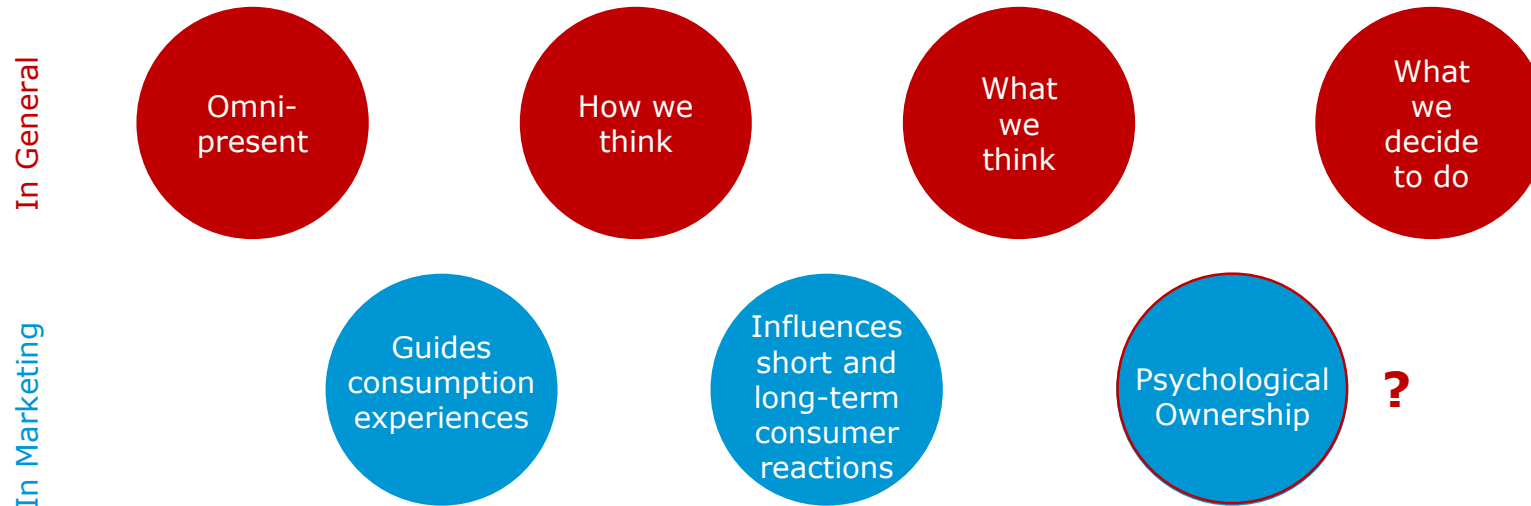 In General
Omni-
present
How we
think
What
we
think
What
we
decide
to do
In Marketing
Guides
consumption
experiences
Influences
short and
long-term
consumer
reactions
Psychological
Ownership
?